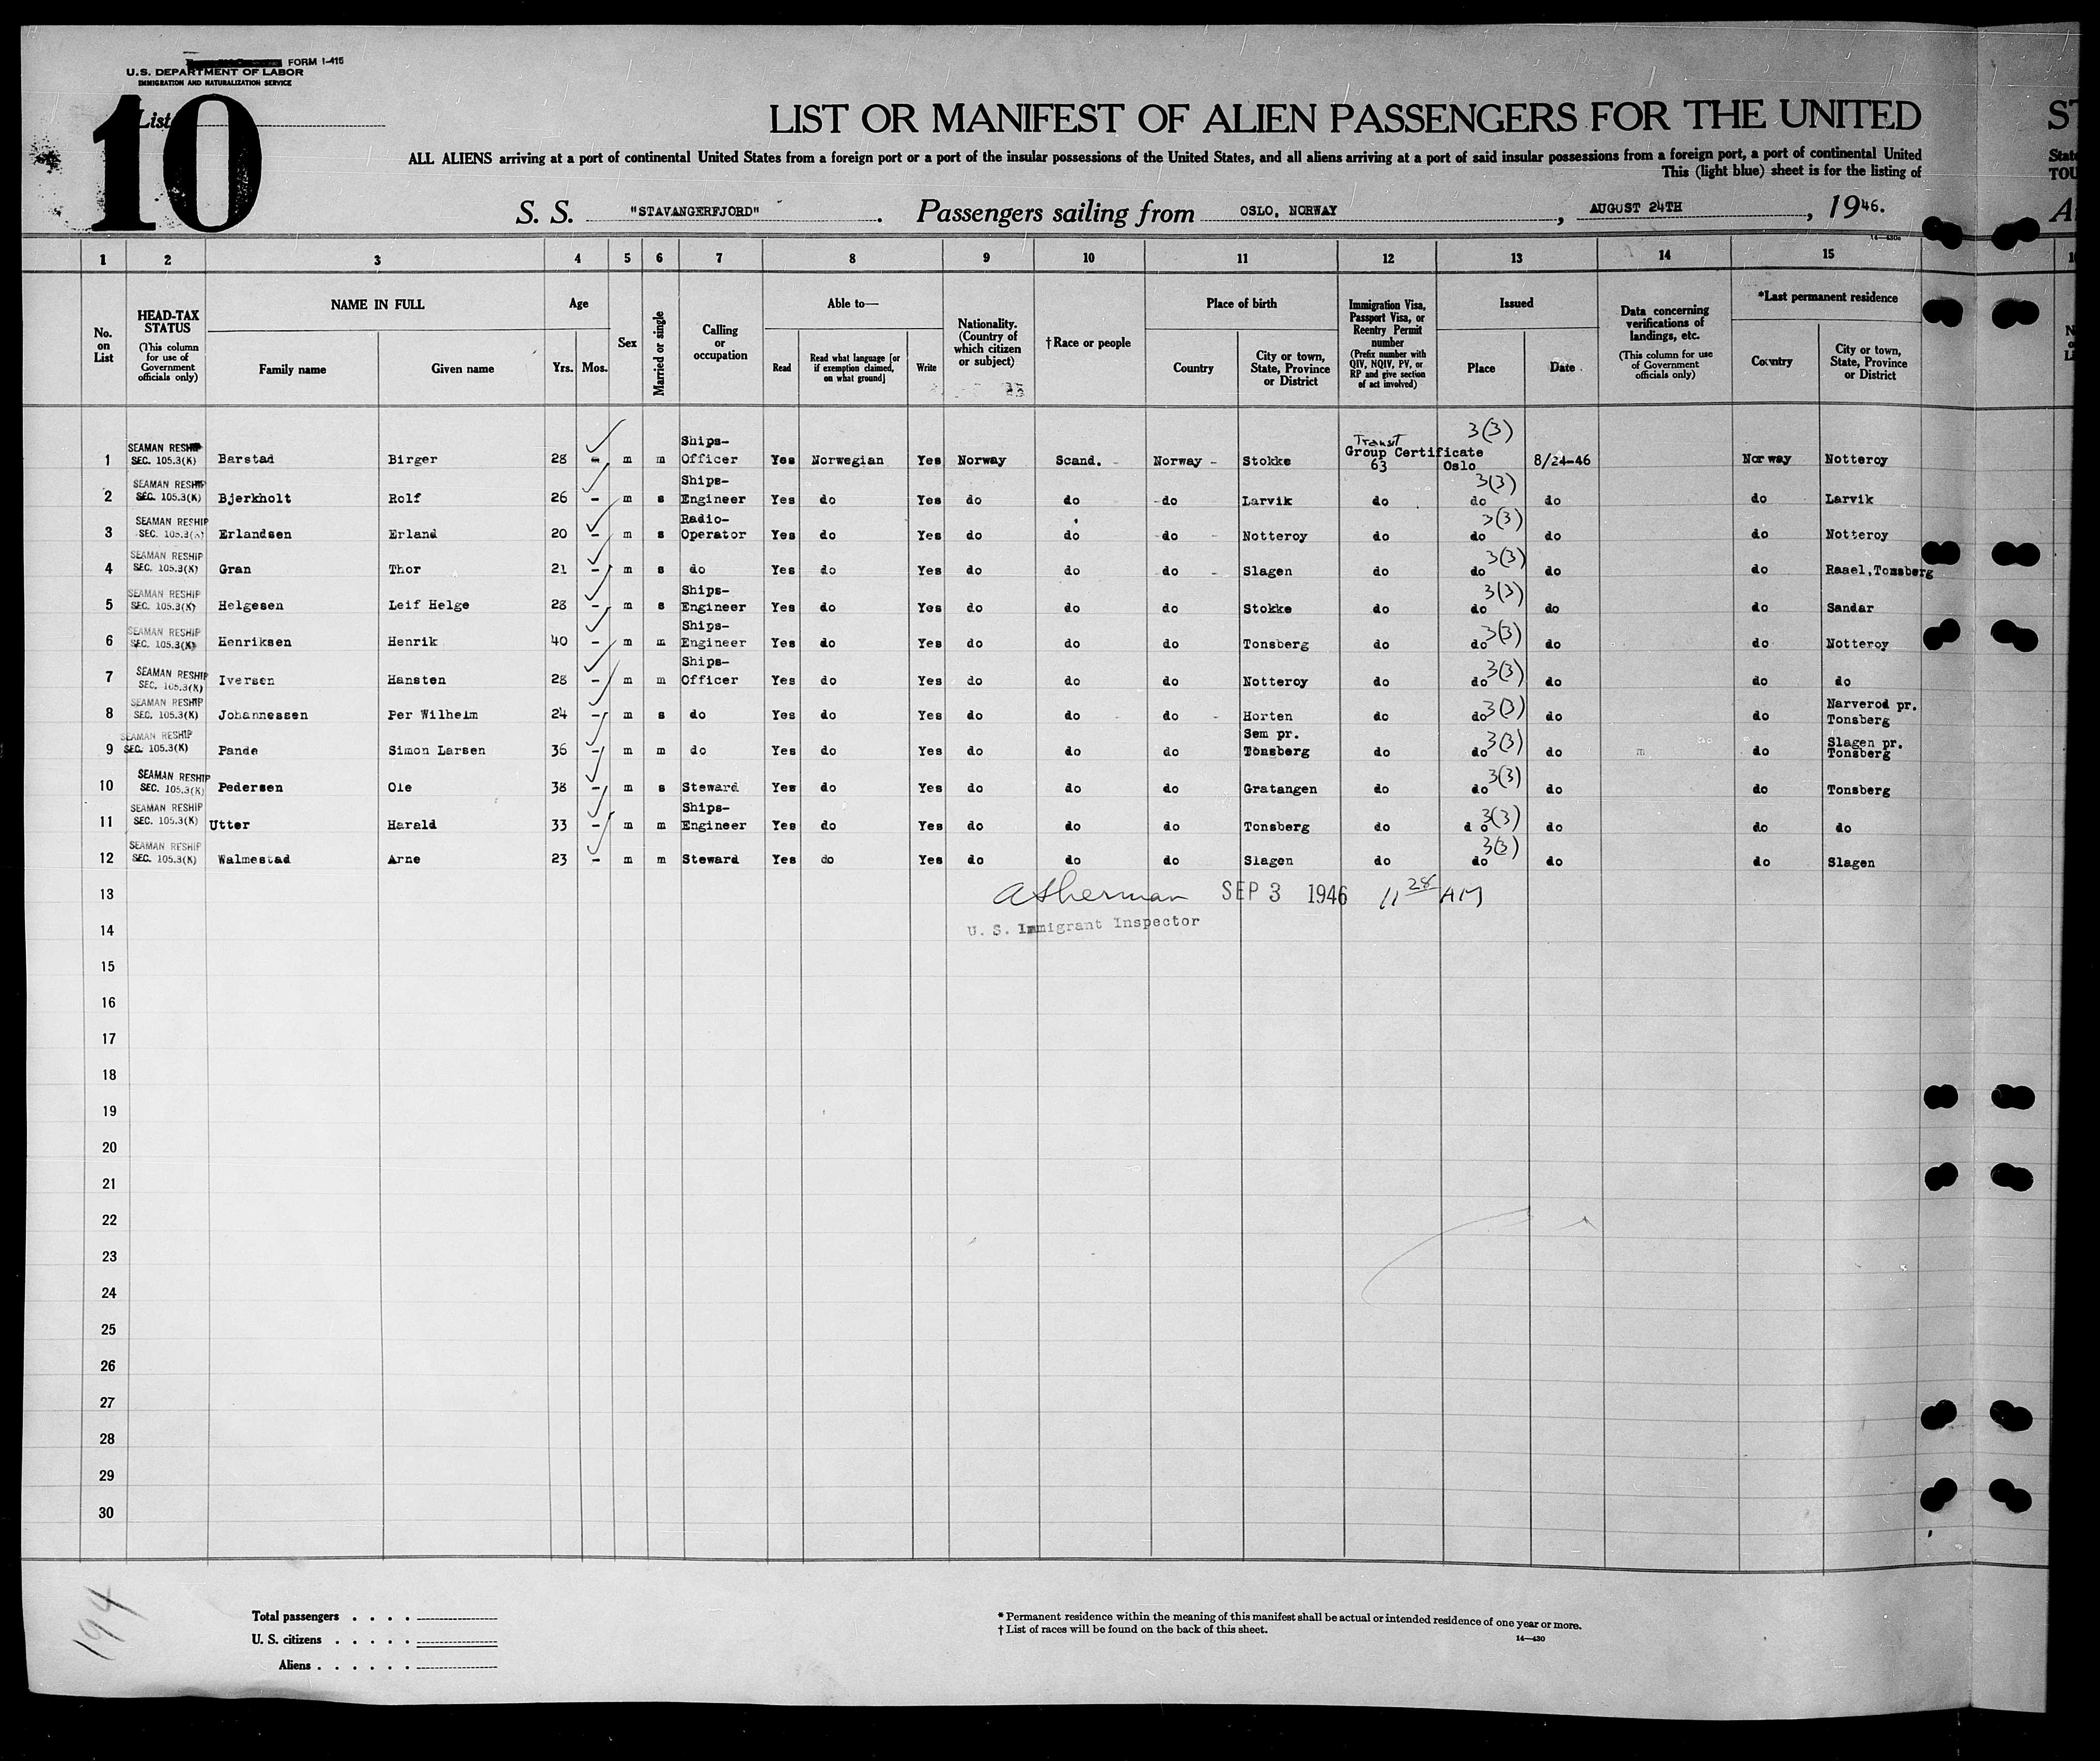 FORM I-415
U.S. DEPARTMENT OF LABOR
IMMIGRATION AND NATURALIZATION SERVICE
List
10
LIST OR MANIFEST OF ALIEN PASSENGERS FOR THE UNITED
ST
ALL ALIENS arriving at a port of continental United States from a foreign port or a port of the insular possessions of the United States, and all aliens arriving at a port of said insular possessions from a foreign port, a port of continental United
Stat
This (light blue) sheet is for the listing of
TOU
S. S. "STAVANGERFJORD". Passengers sailing from OSLO, NORWAY, AUGUST 24TH, 1946.
14—430a
1 2 3 4 5 6 7 8 9 10 11 12 13 14 15
No. on List
HEAD-TAX STATUS (This column for use of Government officials only)
NAME IN FULL
Family name Given name
Age
Yrs. Mos.
Sex
Married or single
Calling or occupation
Able to—
Read Read what language [or if exemption claimed, on what ground] Write
Nationality. (Country of which citizen or subject)
†Race or people
Place of birth
Country City or town, State, Province or District
Immigration Visa, Passport Visa, or Reentry Permit number (Prefix number with QIV, NQIV, PV, or RP and give section of act involved)
Issued
Place Date
Data concerning verifications of landings, etc. (This column for use of Government officials only)
*Last permanent residence
Country City or town, State, Province or District
1 SEAMAN RESHIP SEC. 105.3(K) Barstad Birger 28 - m m Ships-Officer Yes Norwegian Yes Norway Scand. - Norway - Stokke Transit Group Certificate 63 Oslo 3(3) 8/24-46 Norway Notteroy
2 SEAMAN RESHIP SEC. 105.3(K) Bjerkholt Rolf 26 - m s Ships-Engineer Yes do Yes do do do Larvik do do 3(3) do do Larvik
3 SEAMAN RESHIP SEC. 105.3(K) Erlandsen Erland 20 - m s Radio-Operator Yes do Yes do do do Notteroy do do 3(3) do do Notteroy
4 SEAMAN RESHIP SEC. 105.3(K) Gran Thor 21 - m s do Yes do Yes do do do Slagen do do 3(3) do do Raael,Tonsberg
5 SEAMAN RESHIP SEC. 105.3(K) Helgesen Leif Helge 28 - m s Ships-Engineer Yes do Yes do do do Stokke do do 3(3) do do Sandar
6 SEAMAN RESHIP SEC. 105.3(K) Henriksen Henrik 40 - m m Ships-Engineer Yes do Yes do do do Tonsberg do do 3(3) do do Notteroy
7 SEAMAN RESHIP SEC. 105.3(K) Iversen Hansten 28 - m m Ships-Officer Yes do Yes do do do Notteroy do do 3(3) do do do
8 SEAMAN RESHIP SEC. 105.3(K) Johannessen Per Wilhelm 24 - m s do Yes do Yes do do do Horten do do 3(3) do do Narverod pr. Tonsberg
9 SEAMAN RESHIP SEC. 105.3(K) Pande Simon Larsen 36 - m m do Yes do Yes do do do Sem pr. Tonsberg do do 3(3) do do Slagen pr. Tonsberg
10 SEAMAN RESHIP SEC. 105.3(K) Pedersen Ole 38 - m s Steward Yes do Yes do do do Gratangen do do 3(3) do do Tonsberg
11 SEAMAN RESHIP SEC. 105.3(K) Utter Harald 33 - m m Ships-Engineer Yes do Yes do do do Tonsberg do do 3(3) do do do
12 SEAMAN RESHIP SEC. 105.3(K) Walmestad Arne 23 - m m Steward Yes do Yes do do do Slagen do do 3(3) do do Slagen
13 ASherman SEP 3 1946 11 28 AM
14 U. S. Immigrant Inspector
15
16
17
18
19
20
21
22
23
24
25
26
27
28
29
30
194
Total passengers
U. S. citizens
Aliens
* Permanent residence within the meaning of this manifest shall be actual or intended residence of one year or more.
† List of races will be found on the back of this sheet.
14—430